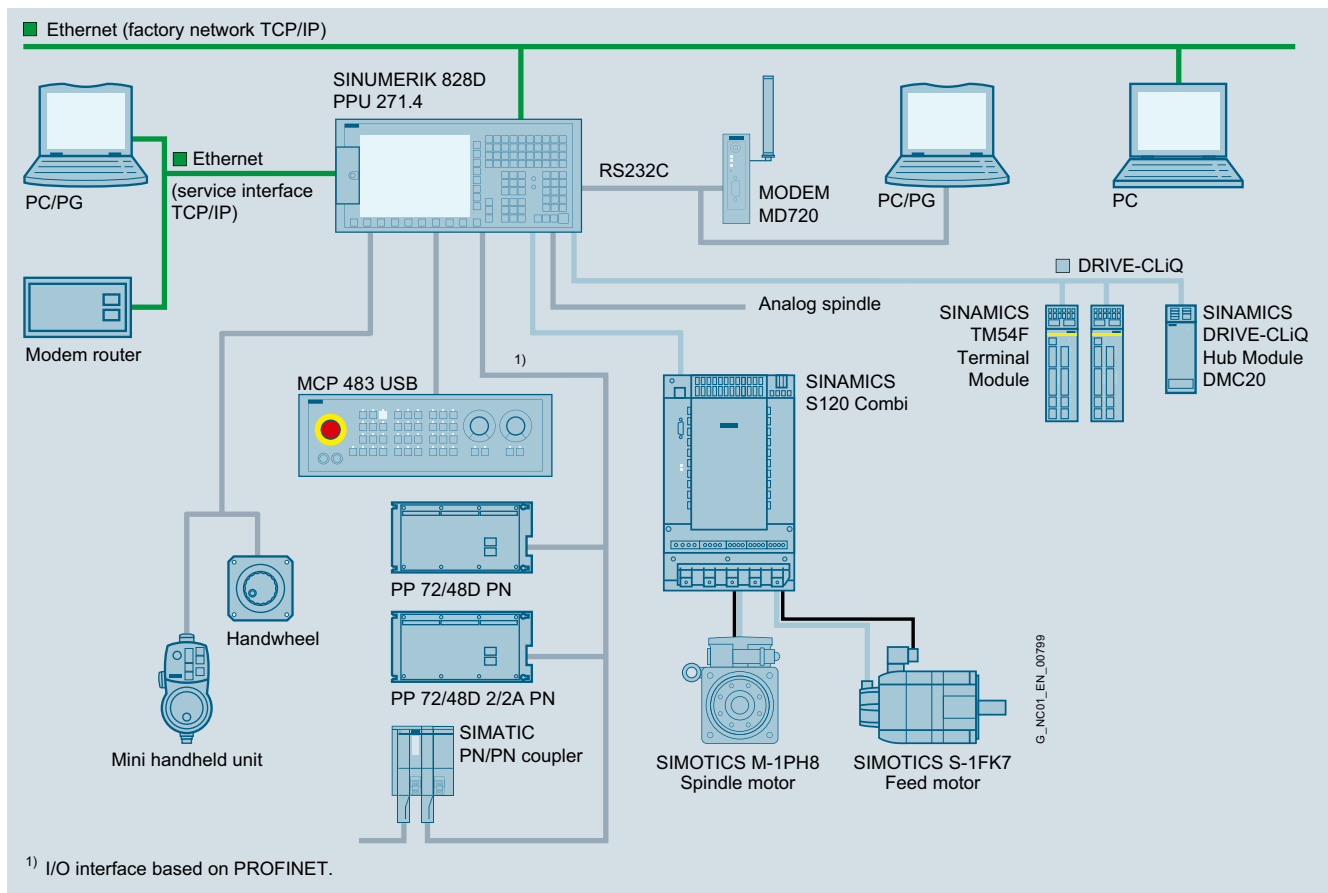 Ethernet (factory network TCP/IP)
SINUMERIK 828D
PPU 271.4
Ethernet
(service interface
TCP/IP)
PC/PG
RS232C
MODEM
MD720
PC/PG
PC
Modem router
DRIVE-CLiQ
Analog spindle
SINAMICS
TM54F
Terminal
Module
SINAMICS
DRIVE-CLiQ
Hub Module
DMC20
1)
MCP 483 USB
SINAMICS
S120 Combi
PP 72/48D PN
Handwheel
PP 72/48D 2/2A PN
Mini handheld unit
SIMATIC
PN/PN coupler
SIMOTICS M-1PH8
Spindle motor
SIMOTICS S-1FK7
Feed motor
G_NC01_EN_00799
1) I/O interface based on PROFINET.